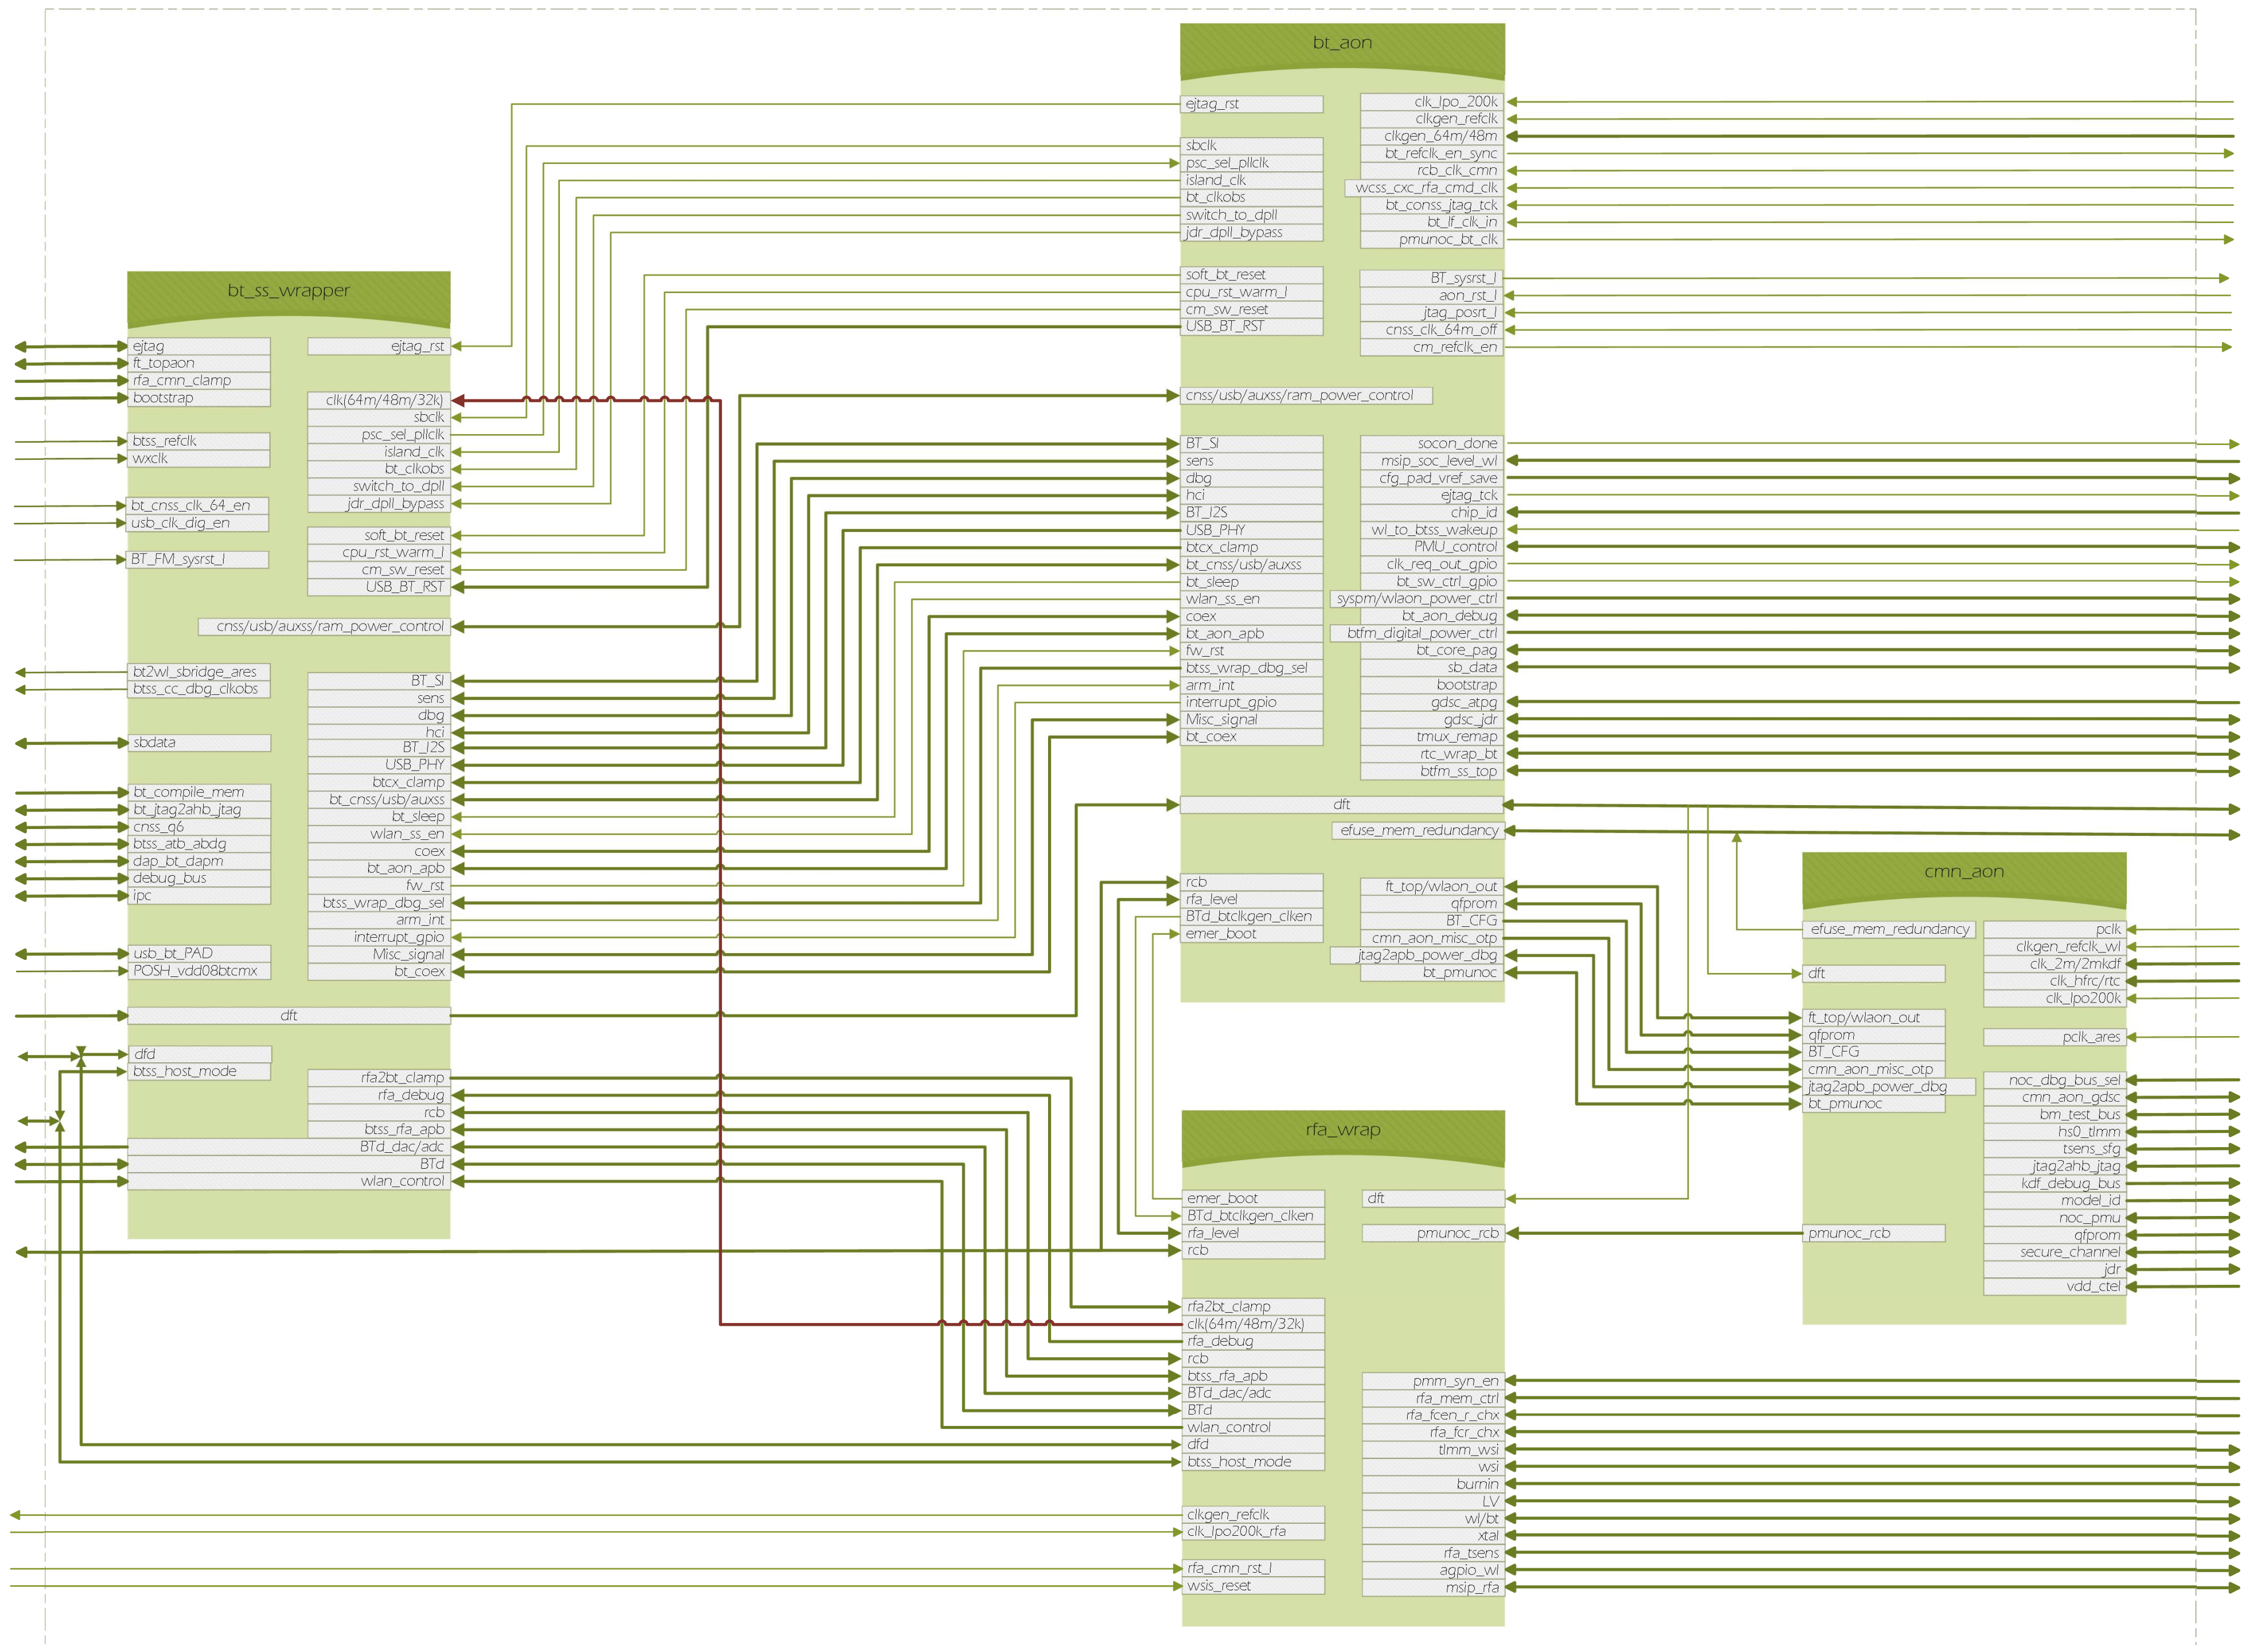 bt_aon
ejtag_rst
sbclk
psc_sel_pllclk
island_clk
bt_clkobs
switch_to_dpll
jdr_dpll_bypass
soft_bt_reset
cpu_rst_warm_l
cm_sw_reset
USB_BT_RST
cnss/usb/auxss/ram_power_control
BT_SI
sens
dbg
hci
BT_I2S
USB_PHY
btcx_clamp
bt_cnss/usb/auxss
bt_sleep
wlan_ss_en
coex
bt_aon_apb
fw_rst
btss_wrap_dbg_sel
arm_int
interrupt_gpio
Misc_signal
bt_coex
dft
rcb
rfa_level
BTd_btclkgen_clken
emer_boot
clk_lpo_200k
clkgen_refclk
clkgen_64m/48m
bt_refclk_en_sync
rcb_clk_cmn
wcss_cxc_rfa_cmd_clk
bt_conss_jtag_tck
bt_lf_clk_in
pmunoc_bt_clk
BT_sysrst_l
aon_rst_l
jtag_posrt_l
cnss_clk_64m_off
cm_refclk_en
socon_done
msip_soc_level_wl
cfg_pad_vref_save
ejtag_tck
chip_id
wl_to_btss_wakeup
PMU_control
clk_req_out_gpio
bt_sw_ctrl_gpio
syspm/wlaon_power_ctrl
bt_aon_debug
btfm_digital_power_ctrl
bt_core_pag
sb_data
bootstrap
gdsc_atpg
gdsc_jdr
tmux_remap
rtc_wrap_bt
btfm_ss_top
efuse_mem_redundancy
ft_top/wlaon_out
qfprom
BT_CFG
cmn_aon_misc_otp
jtag2apb_power_dbg
bt_pmunoc
bt_ss_wrapper
ejtag
ft_topaon
rfa_cmn_clamp
bootstrap
btss_refclk
wxclk
bt_cnss_clk_64_en
usb_clk_dig_en
BT_FM_sysrst_l
bt2wl_sbridge_ares
btss_cc_dbg_clkobs
sbdata
bt_compile_mem
bt_jtag2ahb_jtag
cnss_q6
btss_atb_abdg
dap_bt_dapm
debug_bus
ipc
usb_bt_PAD
POSH_vdd08btcmx
dft
dfd
btss_host_mode
ejtag_rst
clk(64m/48m/32k)
sbclk
psc_sel_pllclk
island_clk
bt_clkobs
switch_to_dpll
jdr_dpll_bypass
soft_bt_reset
cpu_rst_warm_l
cm_sw_reset
USB_BT_RST
cnss/usb/auxss/ram_power_control
BT_SI
sens
dbg
hci
BT_I2S
USB_PHY
btcx_clamp
bt_cnss/usb/auxss
bt_sleep
wlan_ss_en
coex
bt_aon_apb
fw_rst
btss_wrap_dbg_sel
arm_int
interrupt_gpio
Misc_signal
bt_coex
rfa2bt_clamp
rfa_debug
rcb
btss_rfa_apb
BTd_dac/adc
BTd
wlan_control
cmn_aon
efuse_mem_redundancy
dft
ft_top/wlaon_out
qfprom
BT_CFG
cmn_aon_misc_otp
jtag2apb_power_dbg
bt_pmunoc
pmunoc_rcb
pclk
clkgen_refclk_wl
clk_2m/2mkdf
clk_hfrc/rtc
clk_lpo200k
pclk_ares
noc_dbg_bus_sel
cmn_aon_gdsc
bm_test_bus
hs0_tlmm
tsens_sfg
jtag2ahb_jtag
kdf_debug_bus
model_id
noc_pmu
qfprom
secure_channel
jdr
vdd_ctel
rfa_wrap
emer_boot
BTd_btclkgen_clken
rfa_level
rcb
rfa2bt_clamp
clk(64m/48m/32k)
rfa_debug
rcb
btss_rfa_apb
BTd_dac/adc
BTd
wlan_control
dfd
btss_host_mode
clkgen_refclk
clk_lpo200k_rfa
rfa_cmn_rst_l
wsis_reset
dft
pmunoc_rcb
pmm_syn_en
rfa_mem_ctrl
rfa_fcen_r_chx
rfa_fcr_chx
tlmm_wsi
wsi
burnin
LV
wl/bt
xtal
rfa_tsens
agpio_wl
msip_rfa